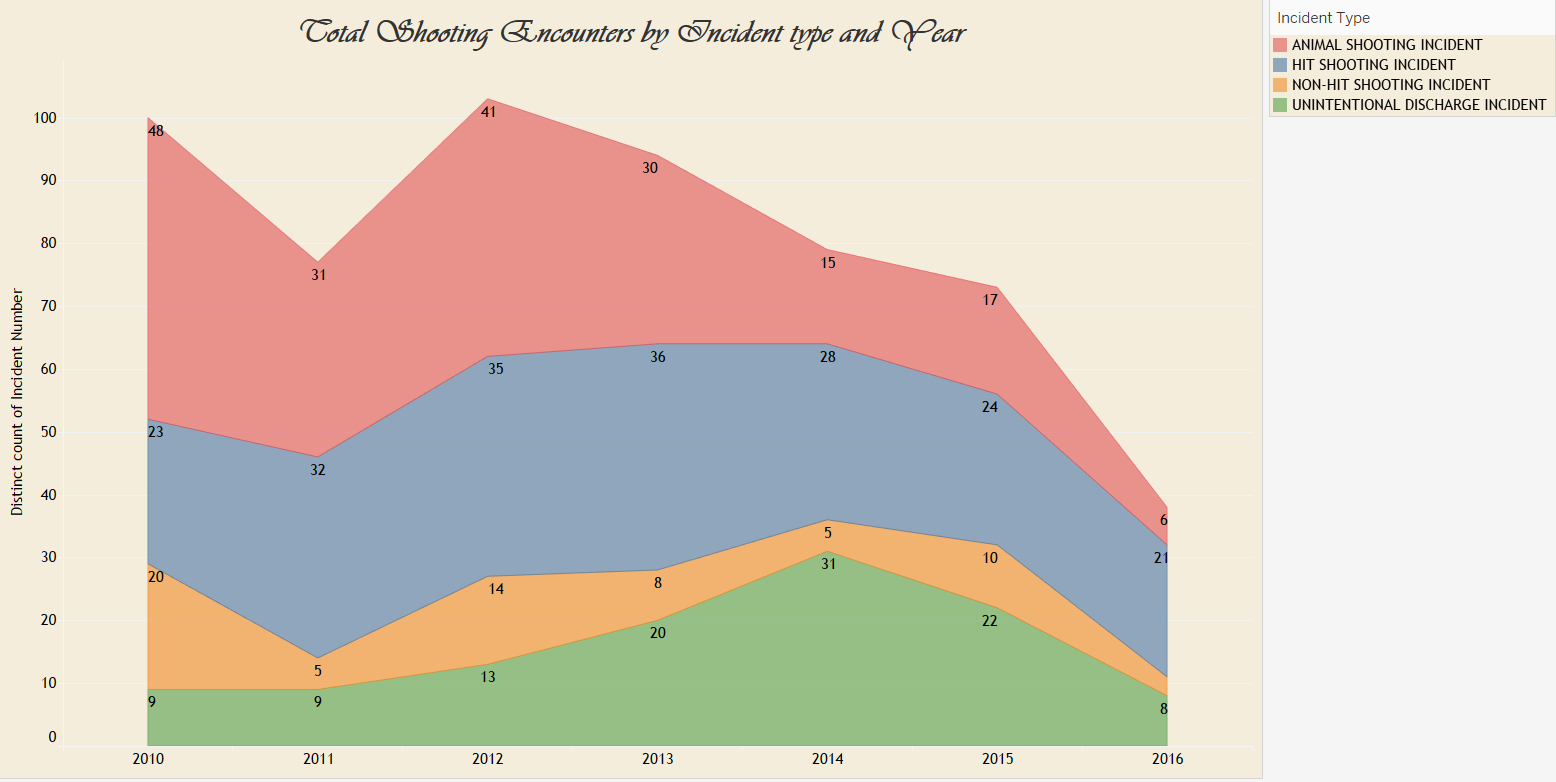 Total Shooting Encounters by Incident type and Year
Incident Type
ANIMAL SHOOTING INCIDENT
HIT SHOOTING INCIDENT
NON-HIT SHOOTING INCIDENT
UNINTENTIONAL DISCHARGE INCIDENT
Distinct count of Incident Number
100
90
80
70
60
50
40
30
20
10
0
48 31 41 30 15 17 6
23 32 35 36 28 24 21
20 5 14 8 5 10
9 9 13 20 31 22 8
2010 2011 2012 2013 2014 2015 2016